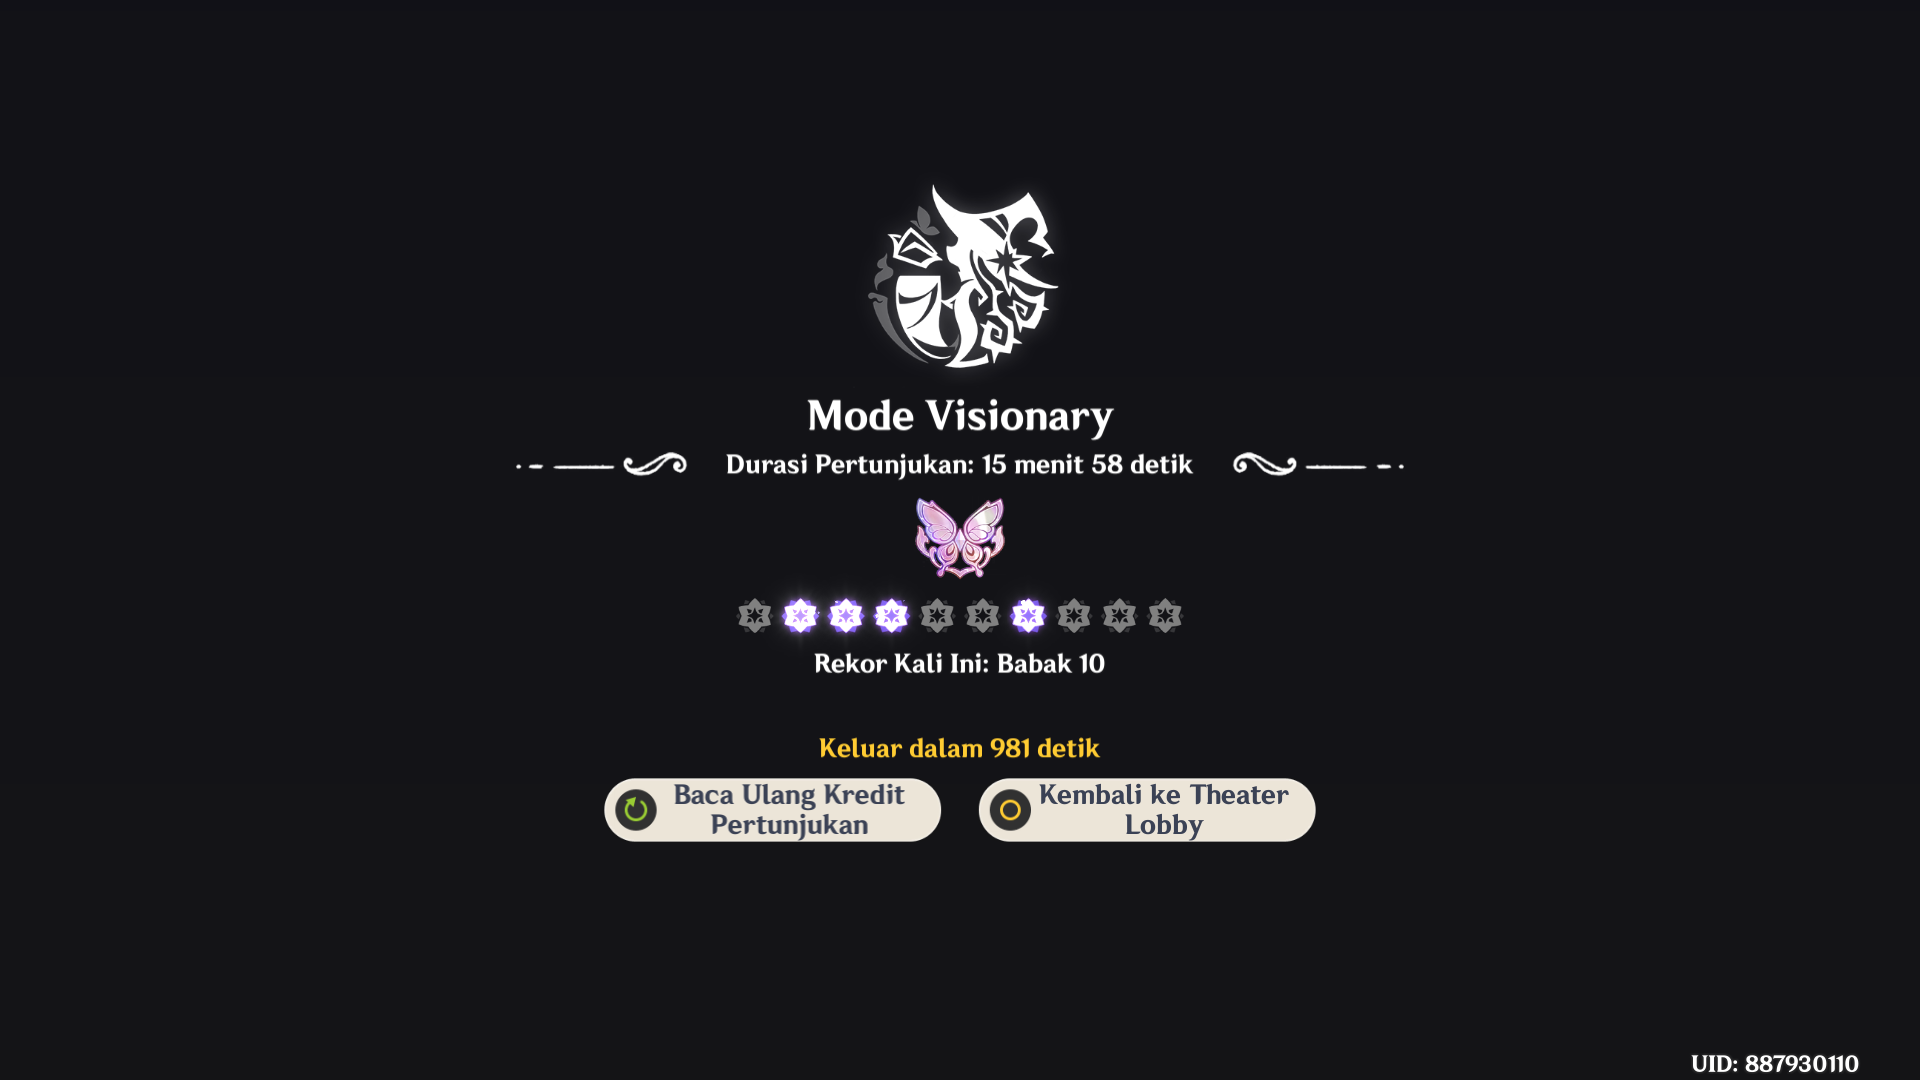 Mode Visionary
Durasi Pertunjukan: 15 menit 58 detik
Rekor Kali Ini: Babak 10
Keluar dalam 981 detik
Baca Ulang Kredit
Pertunjukan
Kembali ke Theater
Lobby
UID: 887930110